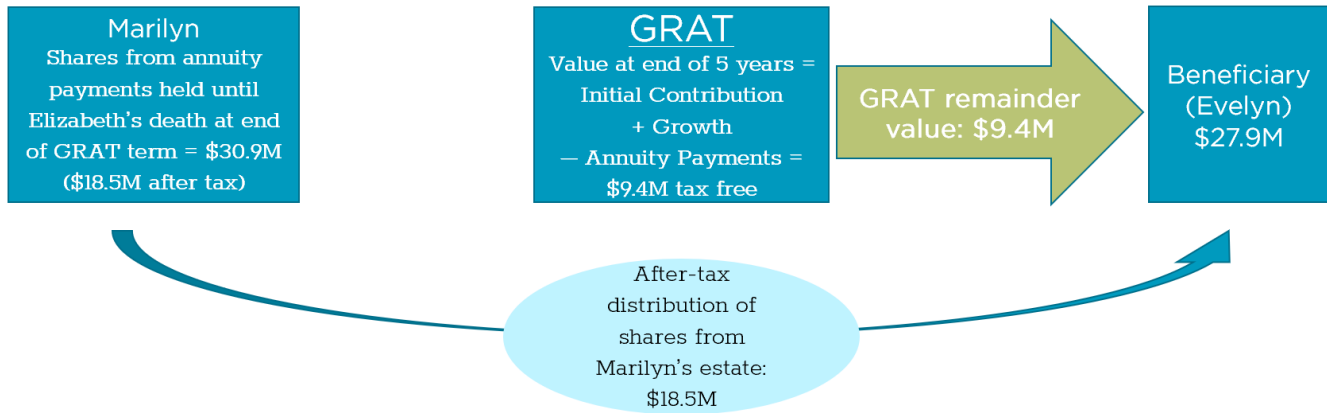 Marilyn
Shares from annuity
payments held until
Elizabeth's death at end
of GRAT term = $30.9M
($18.5M after tax)
GRAT
Value at end of 5 years =
Initial Contribution
+ Growth
— Annuity Payments =
$9.4M tax free
GRAT remainder
value: $9.4M
Beneficiary
(Evelyn)
$27.9M
After-tax
distribution of
shares from
Marilyn's estate:
$18.5M